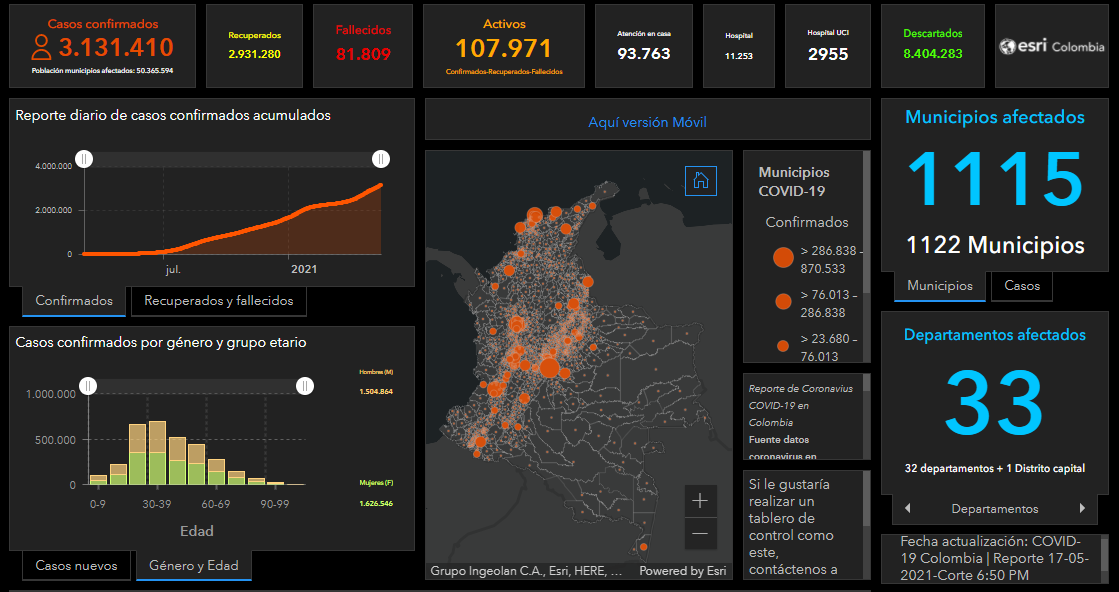 Casos confirmados
3.131.410
Población municipios afectados: 50.365.594
Recuperados
2.931.280
Fallecidos
81.809
Activos
107.971
Confirmados-Recuperados-Fallecidos
Atención en casa
93.763
Hospital
11.253
Hospital UCI
2955
Descartados
8.404.283
esri Colombia
Reporte diario de casos confirmados acumulados
4.000.000
2.000.000
0
jul.
2021
Confirmados
Recuperados y fallecidos
Casos confirmados por género y grupo etario
Hombres (M)
1.504.864
1.000.000
500.000
0
0-9
30-39
60-69
90-99
Edad
Mujeres (F)
1.626.546
Casos nuevos
Género y Edad
Aquí versión Móvil
+
–
Grupo Ingeolan C.A., Esri, HERE, ...
Powered by Esri
Municipios
COVID-19
Confirmados
> 286.838 -
870.533
> 76.013 –
286.838
> 23.680 –
76.013
Reporte de Coronavirus
COVID-19 en
Colombia
Fuente datos
coronavirus en
Si le gustaría
realizar un
tablero de
control como
este,
contáctenos a
Municipios afectados
1115
1122 Municipios
Municipios
Casos
Departamentos afectados
33
32 departamentos + 1 Distrito capital
Departamentos
Fecha actualización: COVID-
19 Colombia | Reporte 17-05-
2021-Corte 6:50 PM